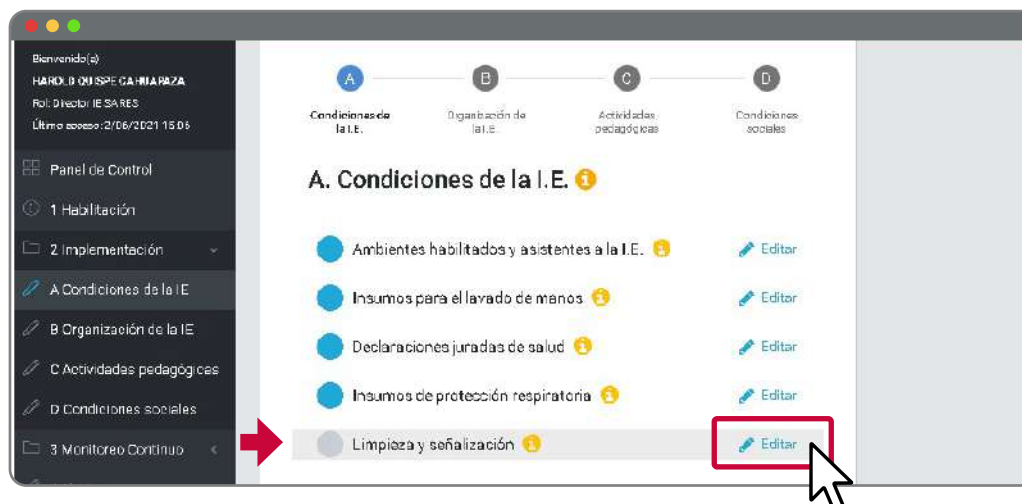 Bienvenido(a)
HAROLD QUISPE CAHUAPAZA
Rol: Director IE SARES
Último acceso: 2/06/2021 15:06
Panel de Control
1 Habilitación
2 Implementación
A Condiciones de la IE
B Organización de la IE
C Actividades pedagógicas
D Condiciones sociales
3 Monitoreo Continuo
A
B
C
D
Condiciones de
la I.E.
Organización de
la I.E.
Actividades
pedagógicas
Condiciones
sociales
A. Condiciones de la I.E.
Ambientes habilitados y asistentes a la I.E. Editar
Insumos para el lavado de manos Editar
Declaraciones juradas de salud Editar
Insumos de protección respiratoria Editar
Limpieza y señalización Editar